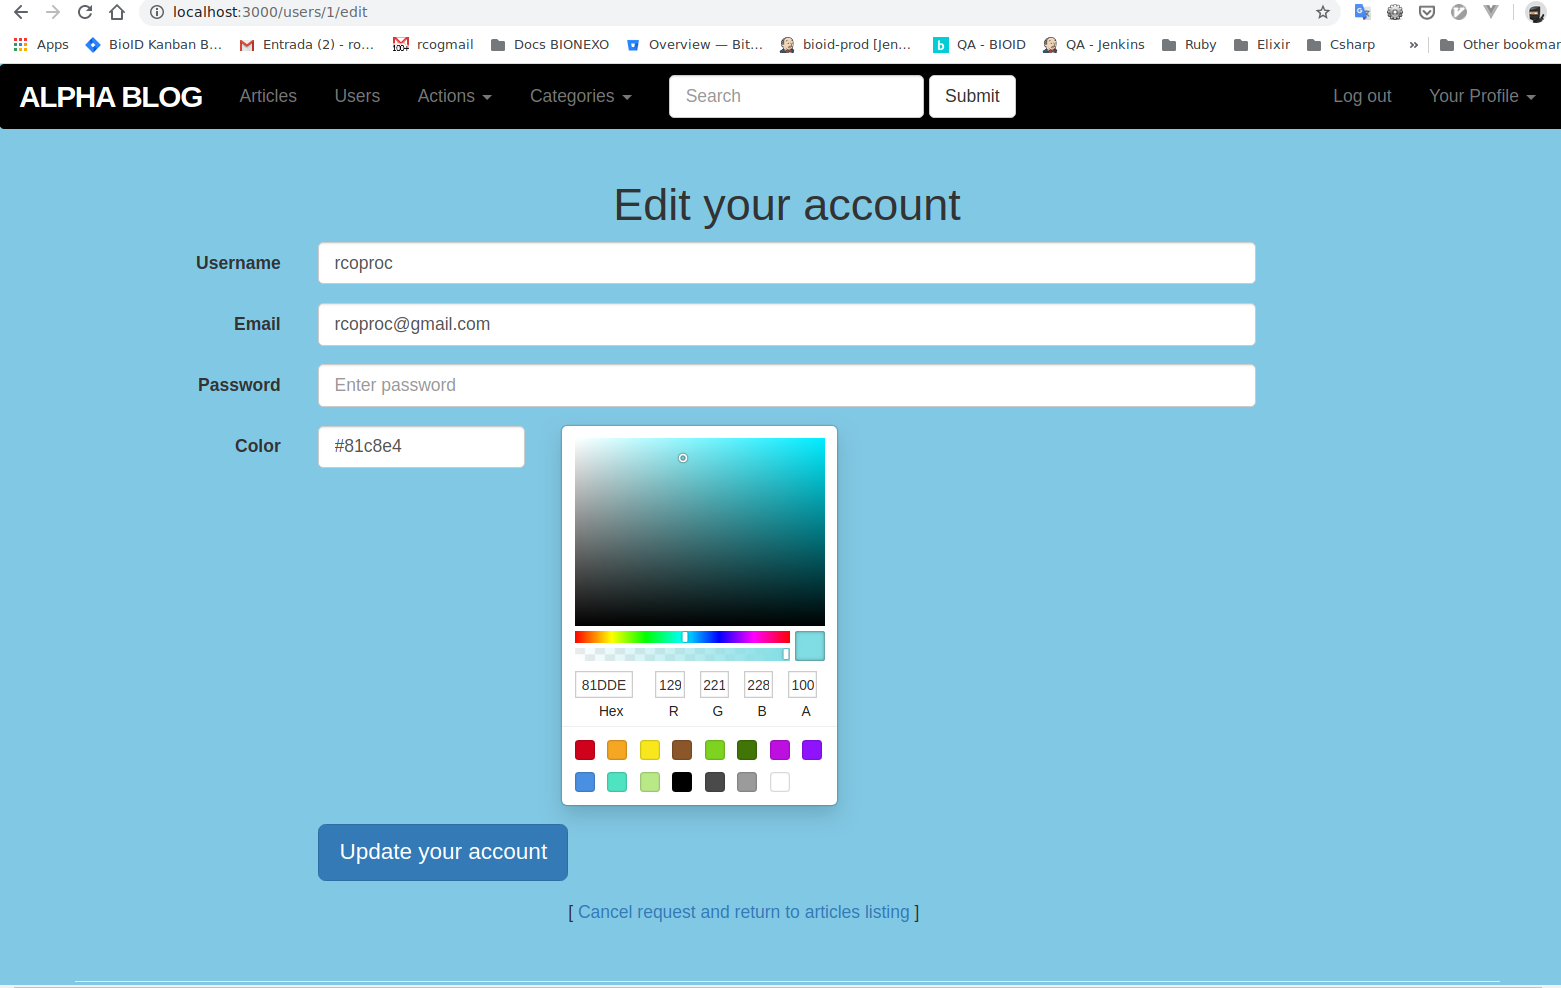 localhost:3000/users/1/edit
Apps BioID Kanban B... Entrada (2) - ro... 100+ rcogmail Docs BIONEXO Overview — Bit... bioid-prod [Jen... b QA - BIOID QA - Jenkins Ruby Elixir Csharp » Other bookmar
ALPHA BLOG Articles Users Actions Categories Search Submit Log out Your Profile
Edit your account
Username rcoproc
Email rcoproc@gmail.com
Password Enter password
Color #81c8e4
81DDE 129 221 228 100
Hex R G B A
Update your account
[ Cancel request and return to articles listing ]